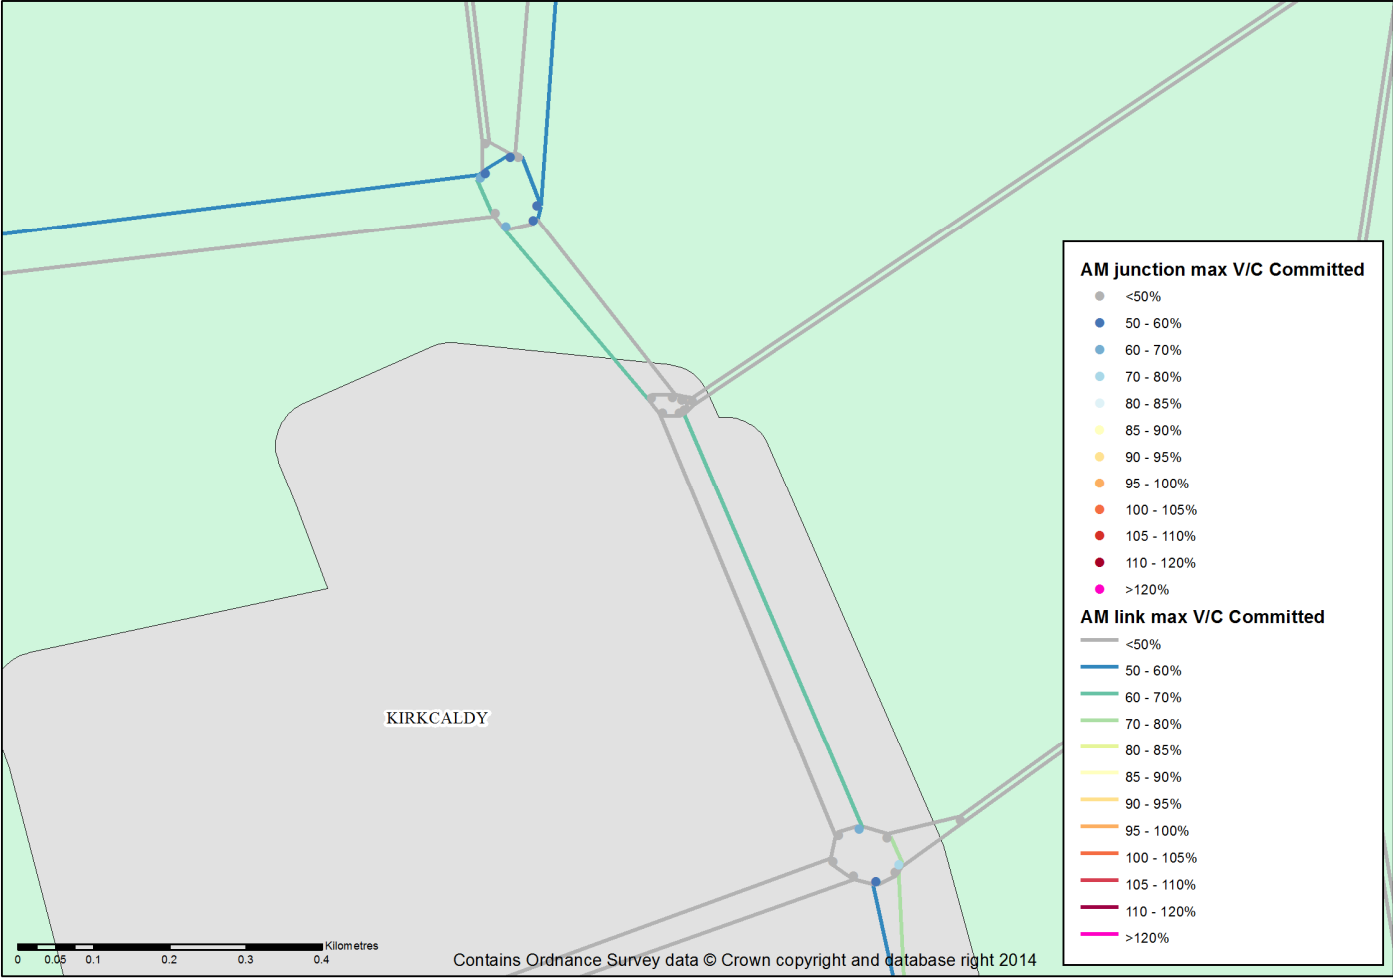 AM junction max V/C Committed
<50%
50 - 60%
60 - 70%
70 - 80%
80 - 85%
85 - 90%
90 - 95%
95 - 100%
100 - 105%
105 - 110%
110 - 120%
>120%
AM link max V/C Committed
<50%
50 - 60%
60 - 70%
70 - 80%
80 - 85%
85 - 90%
90 - 95%
95 - 100%
100 - 105%
105 - 110%
110 - 120%
>120%
KIRKCALDY
Kilometres
0 0.05 0.1 0.2 0.3 0.4
Contains Ordnance Survey data © Crown copyright and database right 2014